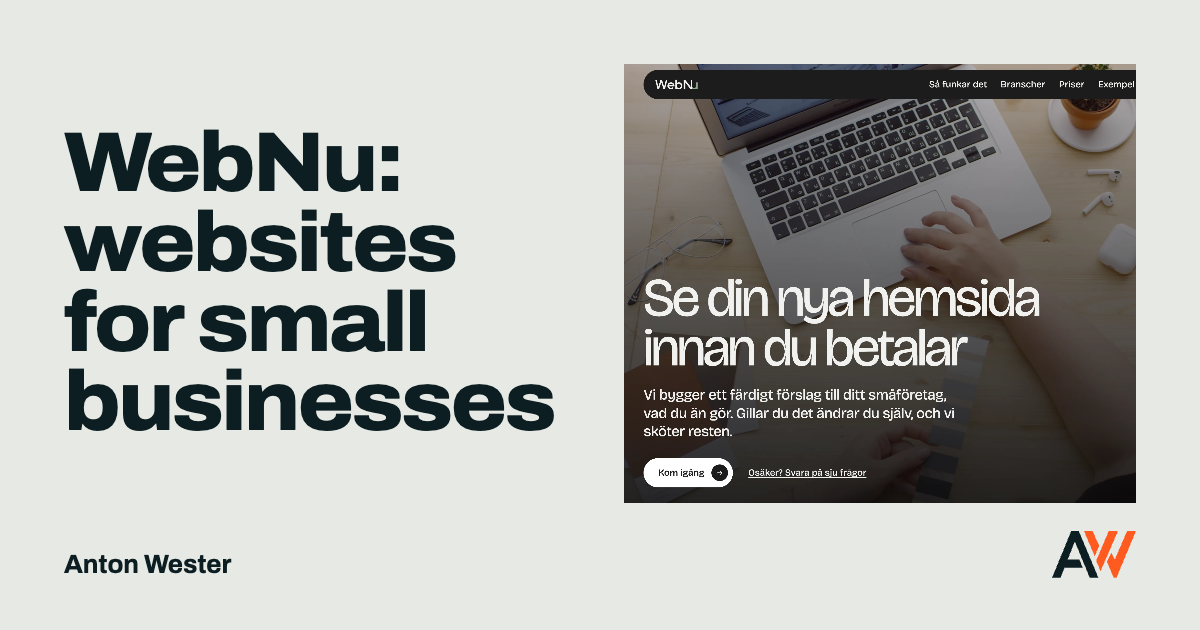 WebNu:
websites
for small
businesses
Anton Wester
WebNu
Så funkar det Branscher Priser Exempel
Se din nya hemsida
innan du betalar
Vi bygger ett färdigt förslag till ditt småföretag,
vad du än gör. Gillar du det ändrar du själv, och vi
sköter resten.
Kom igång
Osäker? Svara på sju frågor
AW